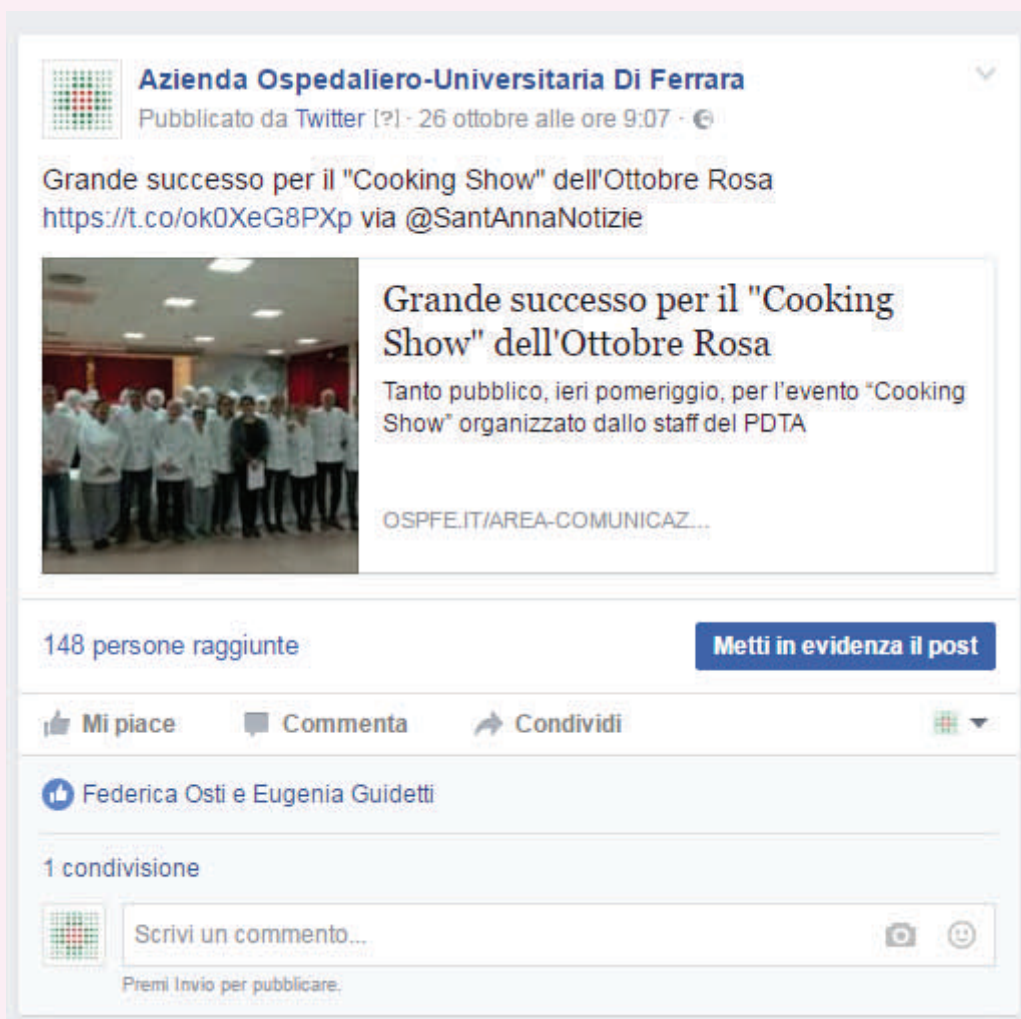 Azienda Ospedaliero-Universitaria Di Ferrara
Pubblicato da Twitter [?] · 26 ottobre alle ore 9:07 ·
Grande successo per il "Cooking Show" dell'Ottobre Rosa
https://t.co/ok0XeG8PXp via @SantAnnaNotizie
Grande successo per il "Cooking
Show" dell'Ottobre Rosa
Tanto pubblico, ieri pomeriggio, per l'evento “Cooking
Show” organizzato dallo staff del PDTA
OSPFE.IT/AREA-COMUNICAZ...
148 persone raggiunte
Metti in evidenza il post
Mi piace
Commenta
Condividi
Federica Osti e Eugenia Guidetti
1 condivisione
Scrivi un commento...
Premi Invio per pubblicare.